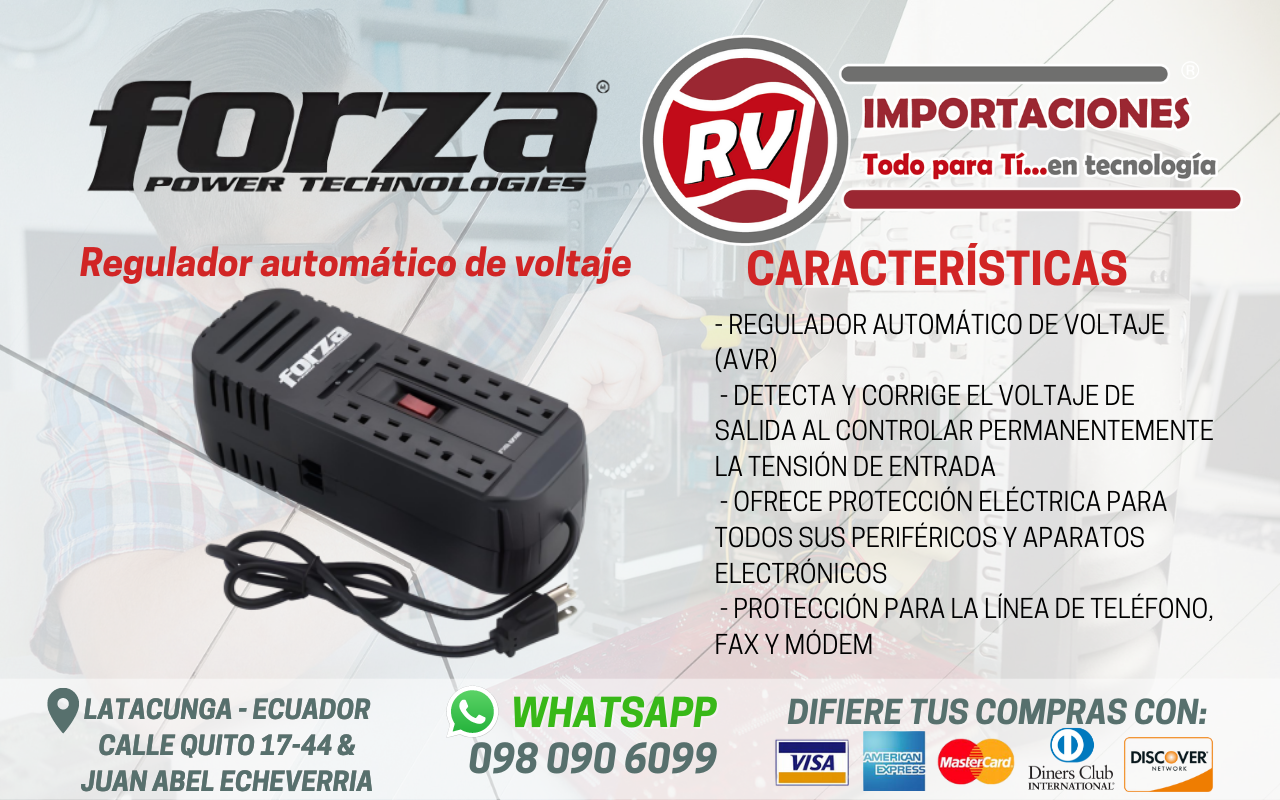 forza
POWER TECHNOLOGIES
RV
IMPORTACIONES
Todo para Tí...en tecnología
®
Regulador automático de voltaje
forza
CARACTERÍSTICAS
- REGULADOR AUTOMÁTICO DE VOLTAJE
(AVR)
- DETECTA Y CORRIGE EL VOLTAJE DE
SALIDA AL CONTROLAR PERMANENTEMENTE
LA TENSIÓN DE ENTRADA
- OFRECE PROTECCIÓN ELÉCTRICA PARA
TODOS SUS PERIFÉRICOS Y APARATOS
ELECTRÓNICOS
- PROTECCIÓN PARA LA LÍNEA DE TELÉFONO,
FAX Y MÓDEM
LATACUNGA - ECUADOR
CALLE QUITO 17-44 &
JUAN ABEL ECHEVERRIA
WHATSAPP
098 090 6099
DIFIERE TUS COMPRAS CON:
VISA
AMERICAN
EXPRESS
MasterCard
Diners Club
INTERNATIONAL
DISCOVER
NETWORK